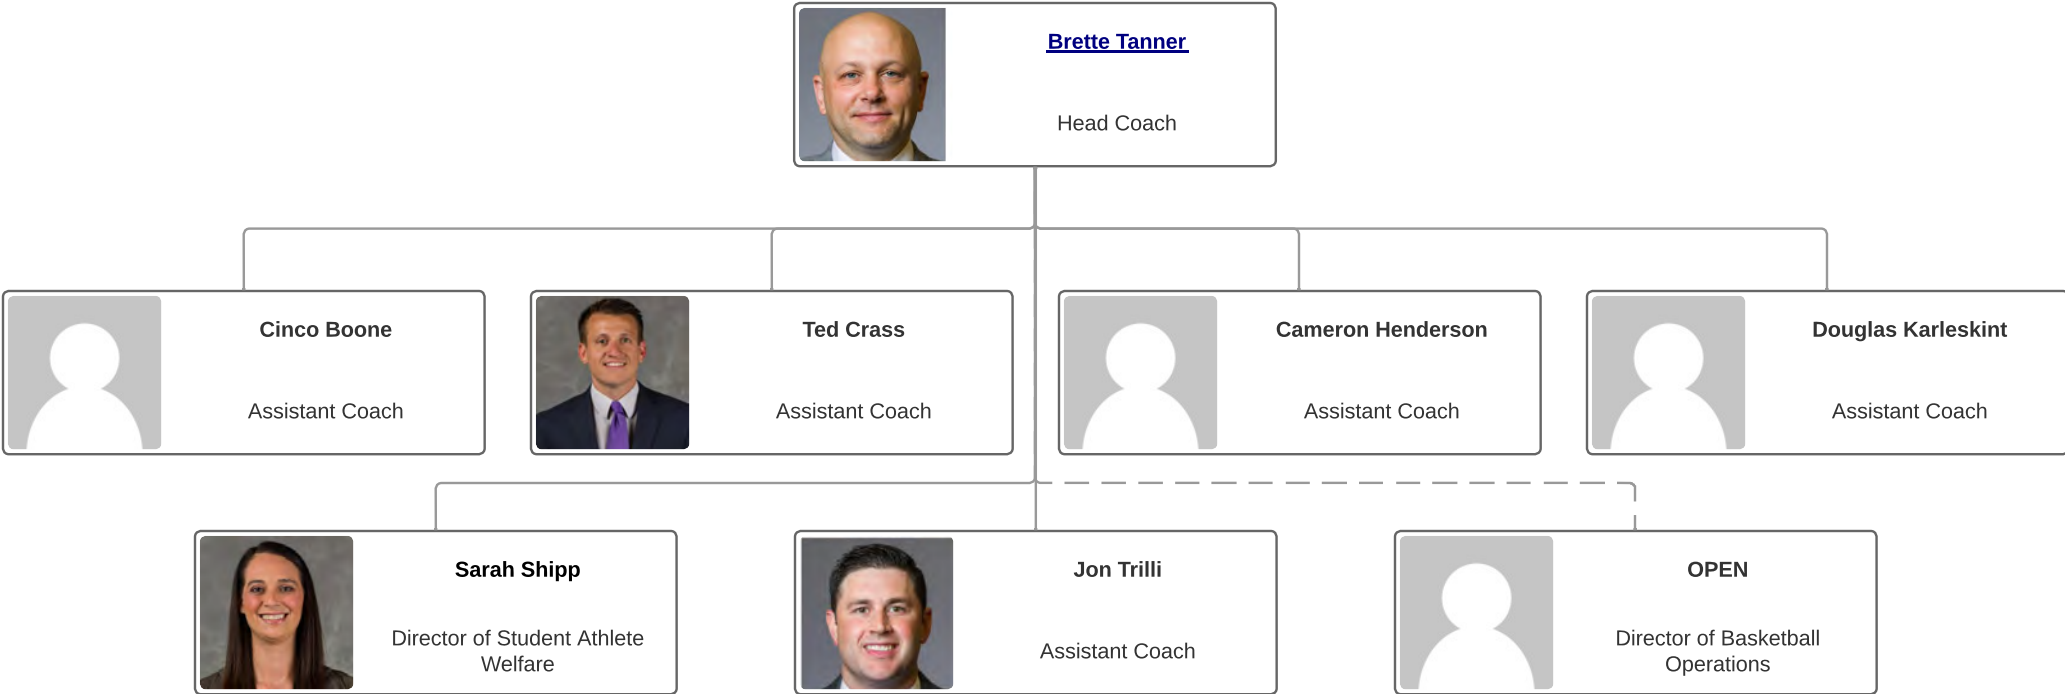 Brette Tanner
Head Coach
Cinco Boone
Assistant Coach
Ted Crass
Assistant Coach
Cameron Henderson
Assistant Coach
Douglas Karleskint
Assistant Coach
Sarah Shipp
Director of Student Athlete
Welfare
Jon Trilli
Assistant Coach
OPEN
Director of Basketball
Operations